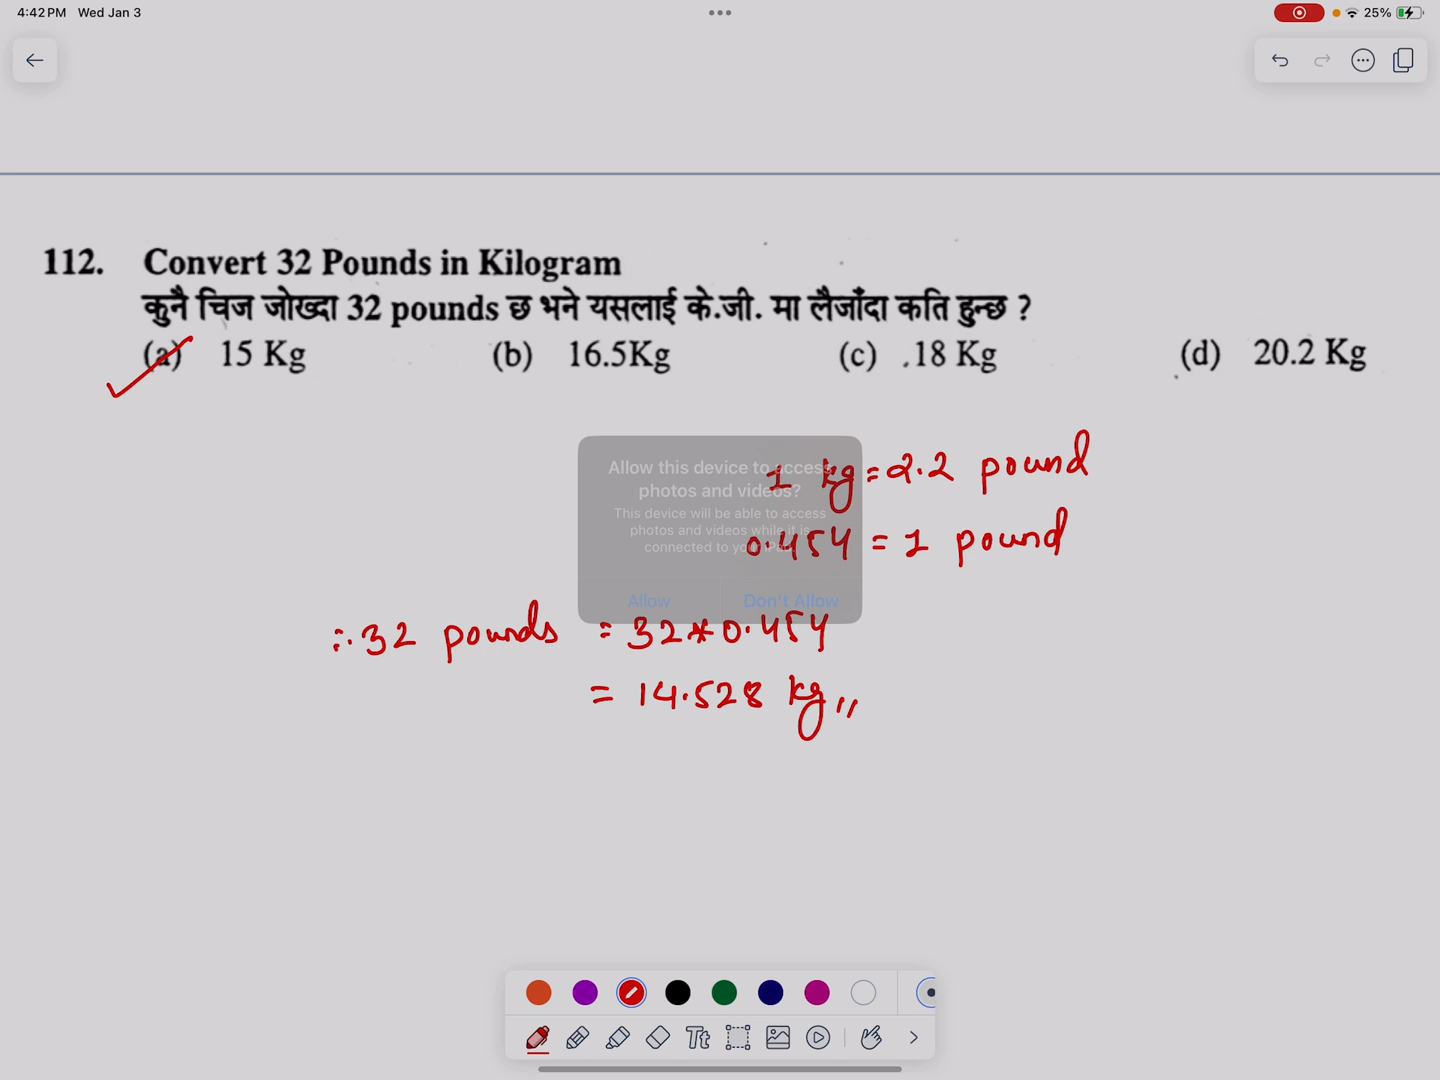 4:42 PM Wed Jan 3
25%
112. Convert 32 Pounds in Kilogram
कुनै चिज जोख्दा 32 pounds छ भने यसलाई के.जी. मा लैजाँदा कति हुन्छ ?
(a) 15 Kg (b) 16.5Kg (c) .18 Kg (d) 20.2 Kg
1 kg = 2.2 pound
0.454 = 1 pound
∴ 32 pounds = 32 * 0.454
= 14.528 kg,,
Allow this device to access
photos and videos?
This device will be able to access
photos and videos while it is
connected to your iPad.
Allow Don't Allow
Tt